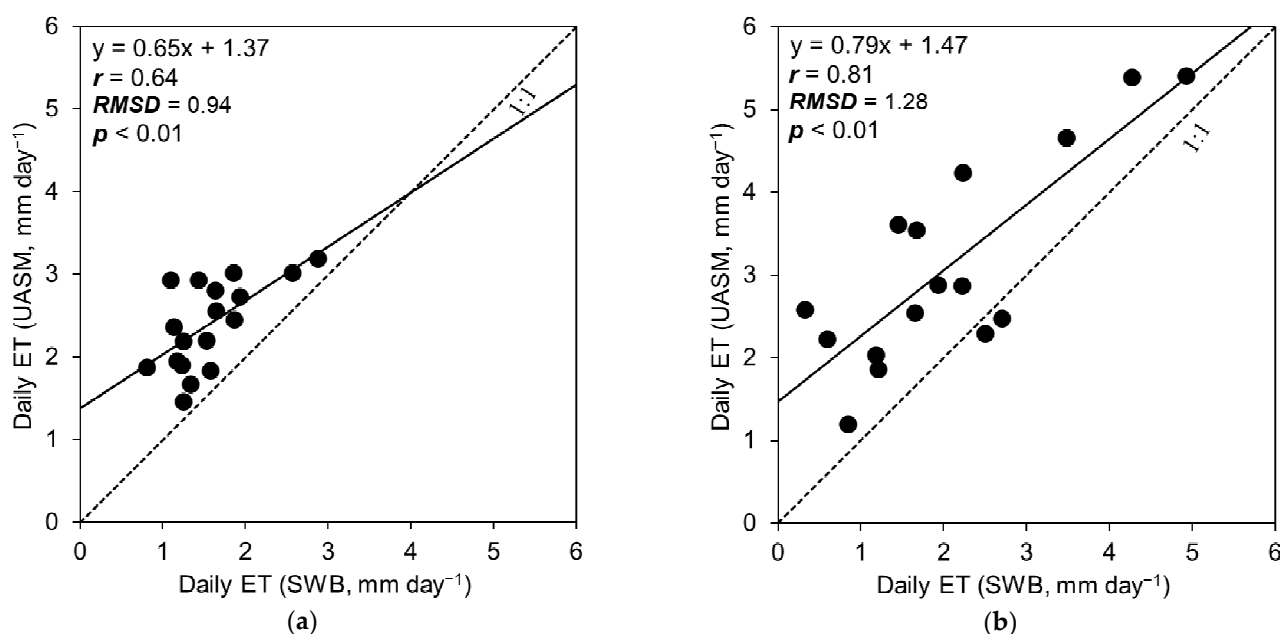 y = 0.65x + 1.37
r = 0.64
RMSD = 0.94
p < 0.01
1:1
6
5
4
3
2
1
0
Daily ET (UASM, mm day⁻¹)
0 1 2 3 4 5 6
Daily ET (SWB, mm day⁻¹)
(a)
y = 0.79x + 1.47
r = 0.81
RMSD = 1.28
p < 0.01
1:1
6
5
4
3
2
1
0
Daily ET (UASM, mm day⁻¹)
0 1 2 3 4 5 6
Daily ET (SWB, mm day⁻¹)
(b)